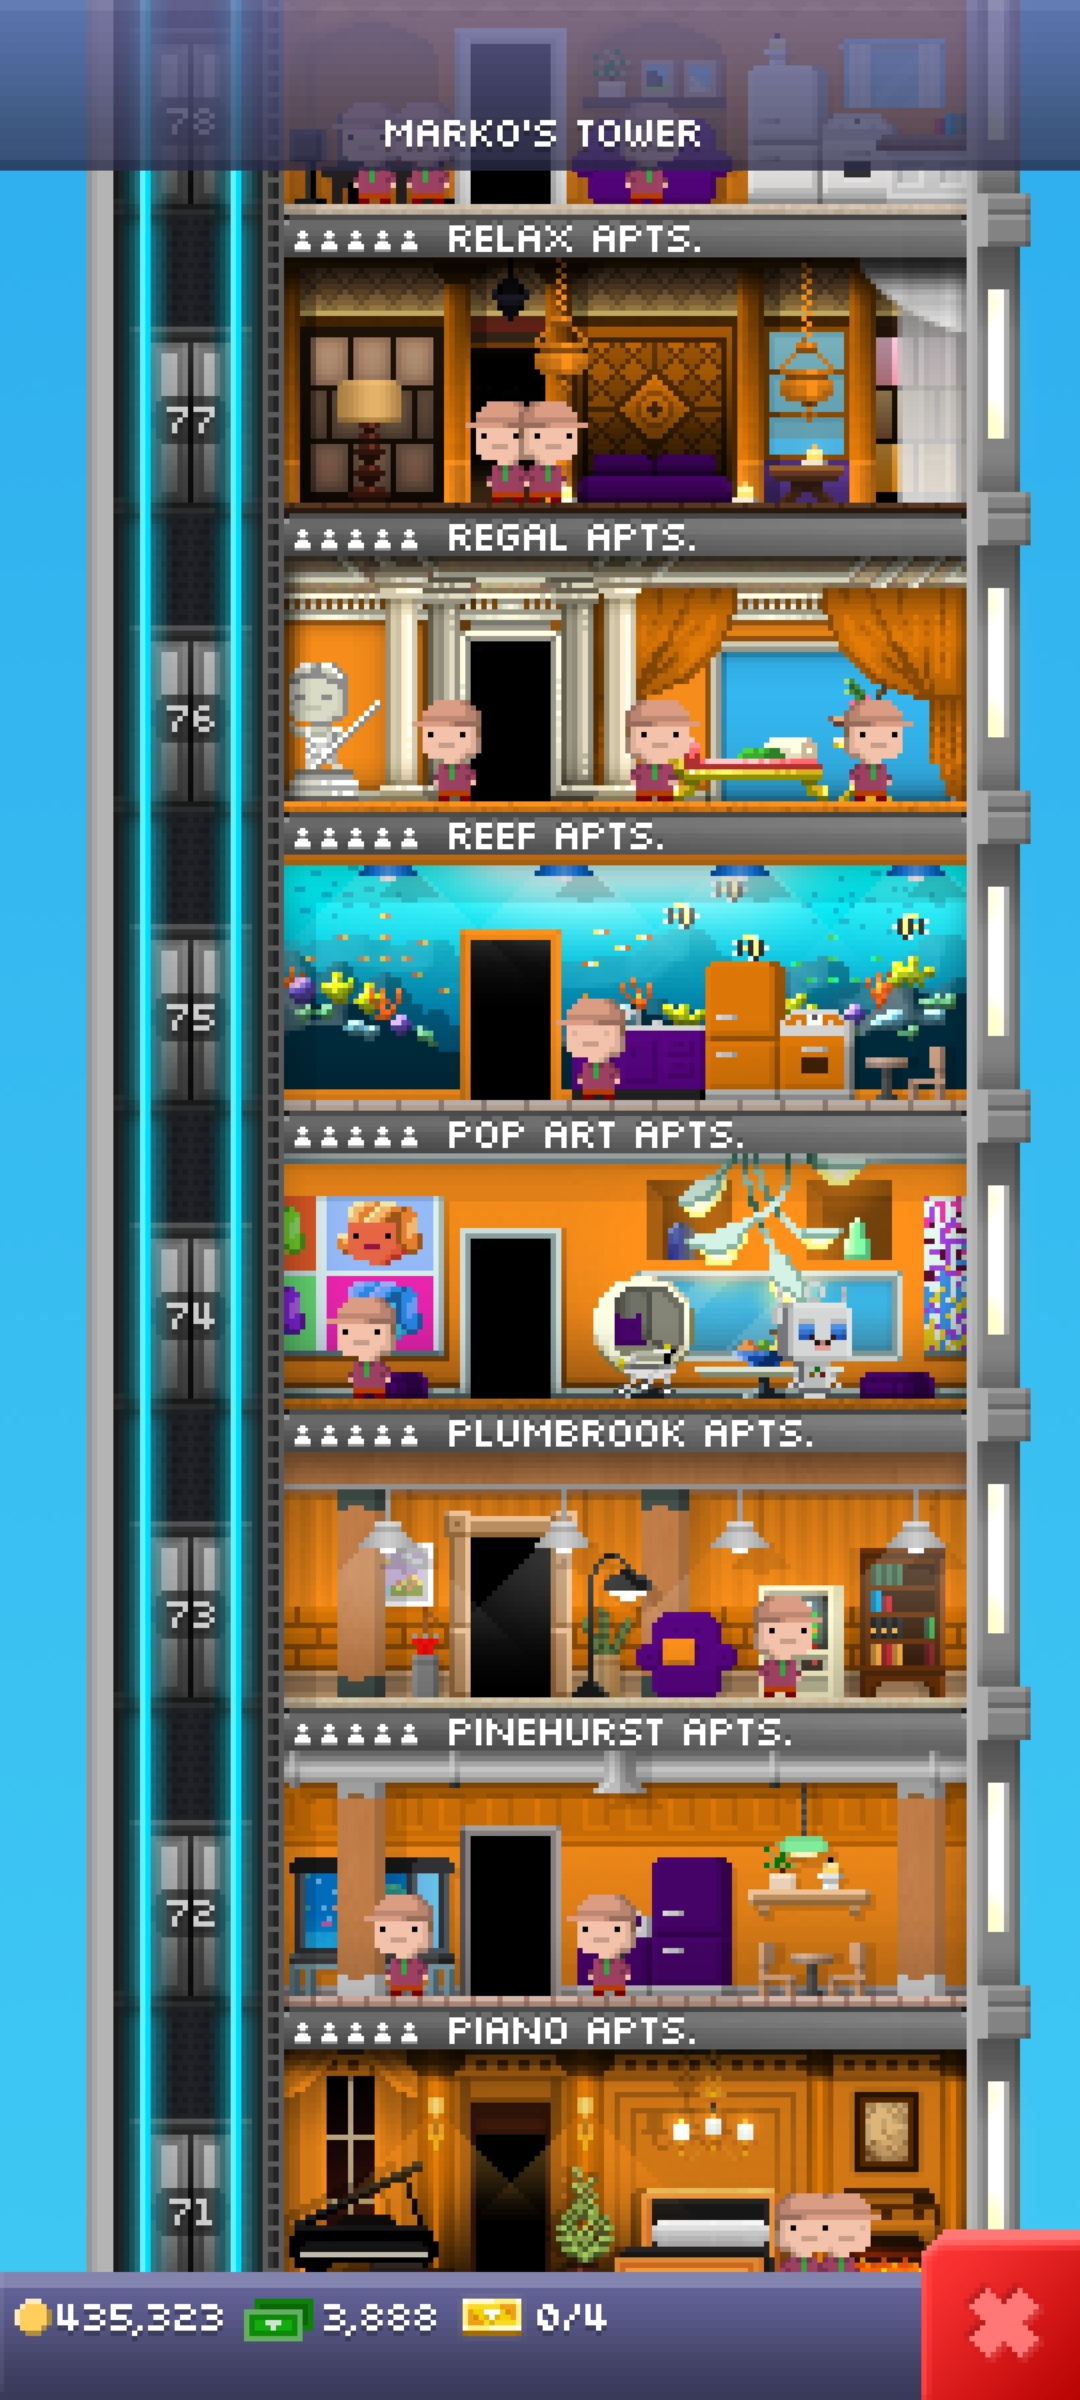 78
MARKO'S TOWER
RELAX APTS.
77
REGAL APTS.
76
REEF APTS.
75
POP ART APTS.
74
PLUMBROOK APTS.
73
PINEHURST APTS.
72
PIANO APTS.
71
435,323 3,888 0/4